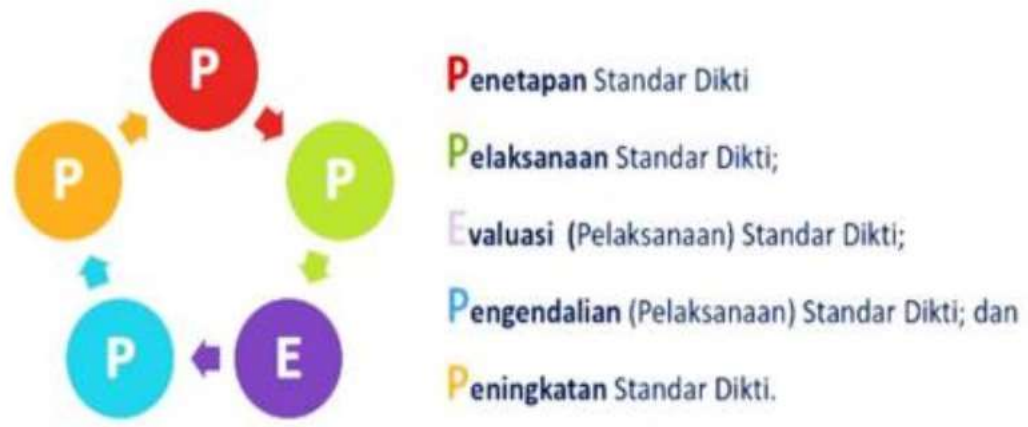 P
P
P
P
E
Penetapan Standar Dikti
Pelaksanaan Standar Dikti;
Evaluasi (Pelaksanaan) Standar Dikti;
Pengendalian (Pelaksanaan) Standar Dikti; dan
Peningkatan Standar Dikti.